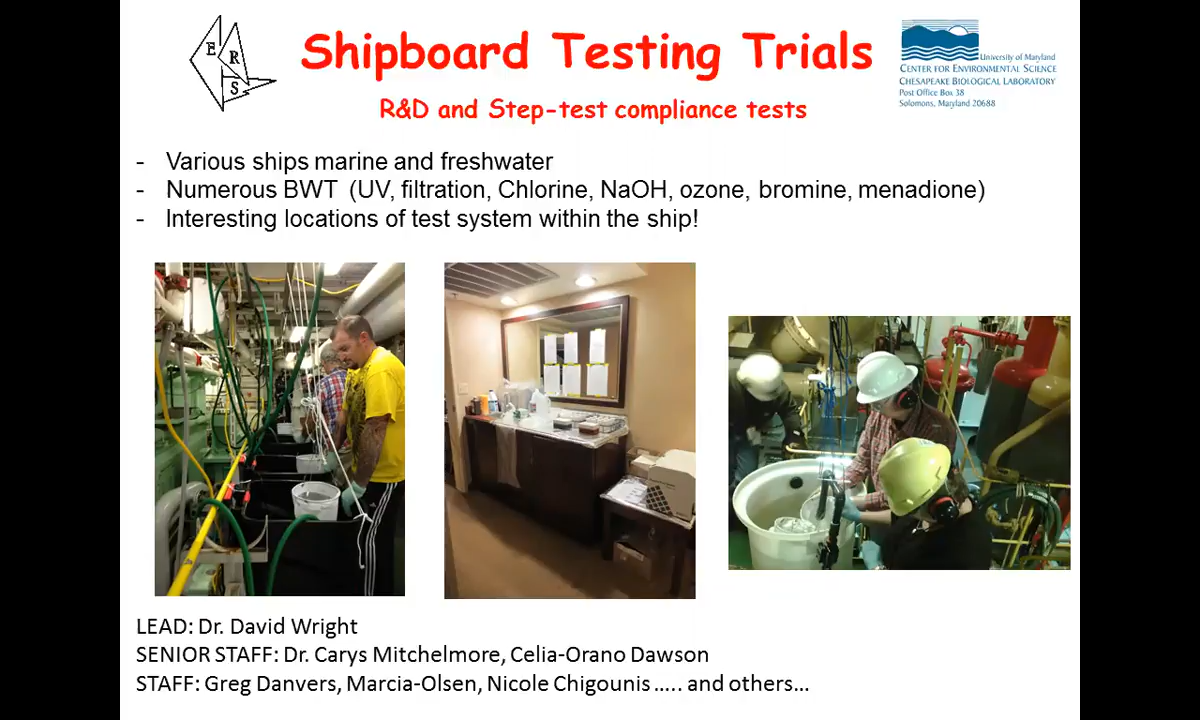 E
R
S
Shipboard Testing Trials
R&D and Step-test compliance tests
University of Maryland
CENTER FOR ENVIRONMENTAL SCIENCE
CHESAPEAKE BIOLOGICAL LABORATORY
Post Office Box 38
Solomons, Maryland 20688
- Various ships marine and freshwater
- Numerous BWT (UV, filtration, Chlorine, NaOH, ozone, bromine, menadione)
- Interesting locations of test system within the ship!
LEAD: Dr. David Wright
SENIOR STAFF: Dr. Carys Mitchelmore, Celia-Orano Dawson
STAFF: Greg Danvers, Marcia-Olsen, Nicole Chigounis ..... and others...